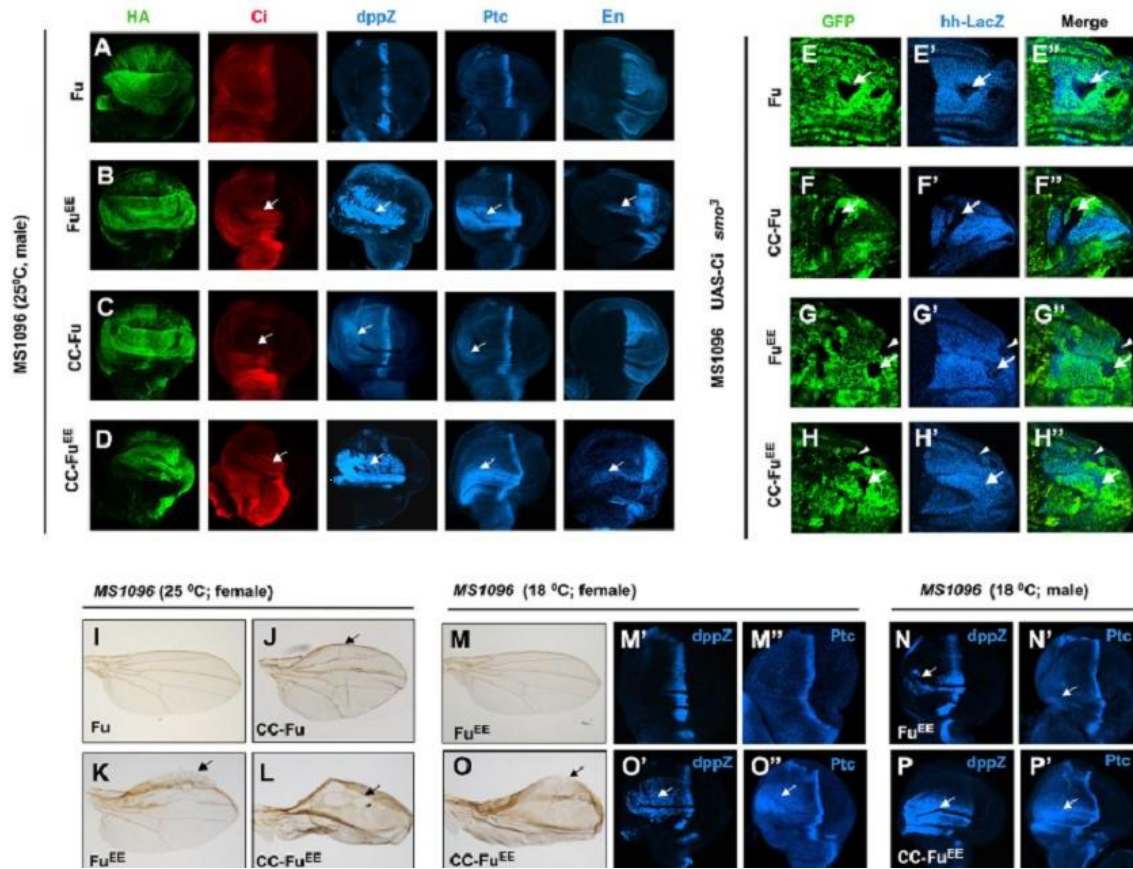 HA Ci dppZ Ptc En GFP hh-LacZ Merge
MS1096 (25⁰C, male)
Fu A
Fu^EE B
CC-Fu C
CC-Fu^EE D
MS1096 UAS-Ci smo³
Fu E E' E''
CC-Fu F F' F''
Fu^EE G G' G''
CC-Fu^EE H H' H''
MS1096 (25 ⁰C; female) MS1096 (18 ⁰C; female) MS1096 (18 ⁰C; male)
I Fu
J CC-Fu
M Fu^EE
M' dppZ
M'' Ptc
N dppZ Fu^EE
N' Ptc
K Fu^EE
L CC-Fu^EE
O CC-Fu^EE
O' dppZ
O'' Ptc
P dppZ CC-Fu^EE
P' Ptc